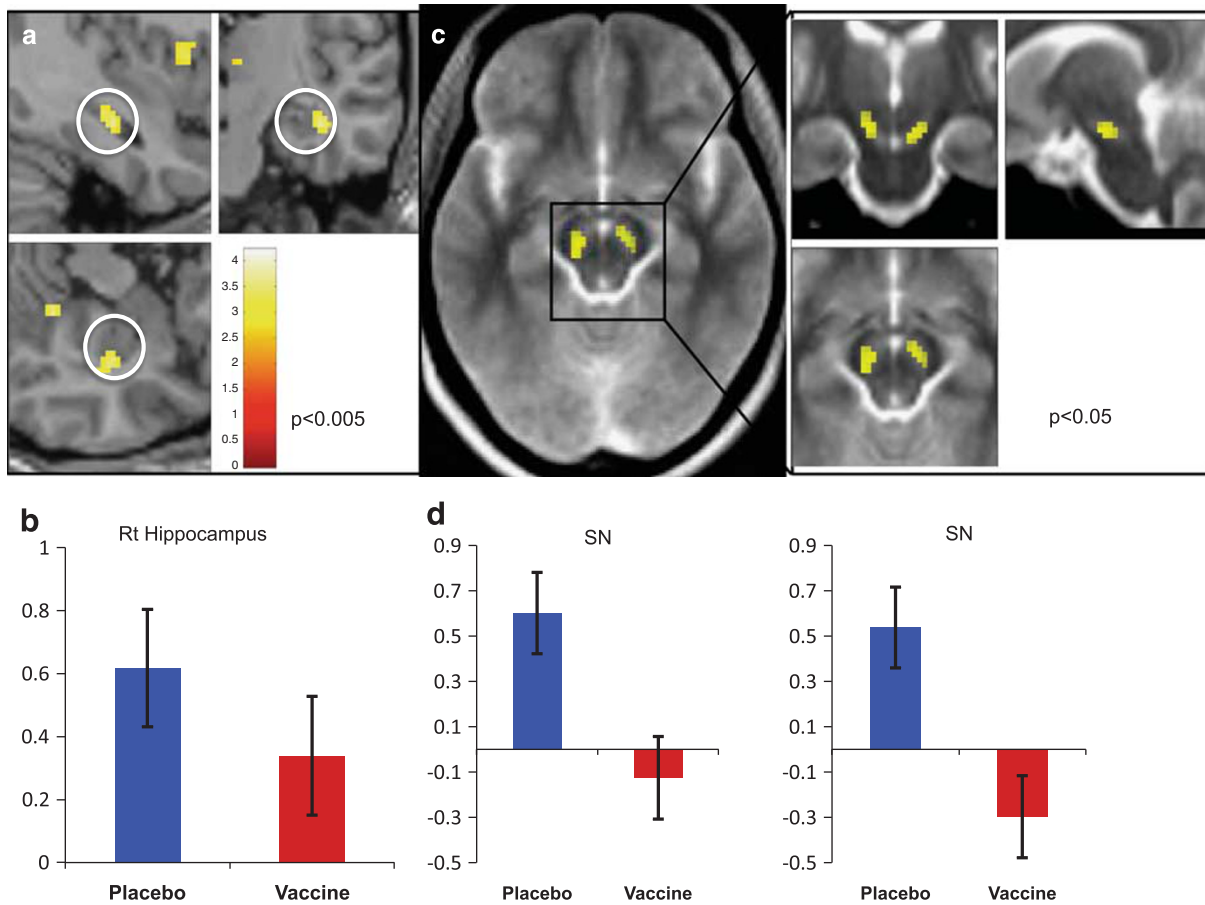 a
4
3.5
3
2.5
2
1.5
1
0.5
0
p<0.005
c
p<0.05
b
Rt Hippocampus
1
0.8
0.6
0.4
0.2
0
Placebo
Vaccine
d
SN
0.9
0.7
0.5
0.3
0.1
-0.1
-0.3
-0.5
Placebo
Vaccine
SN
0.9
0.7
0.5
0.3
0.1
-0.1
-0.3
-0.5
Placebo
Vaccine